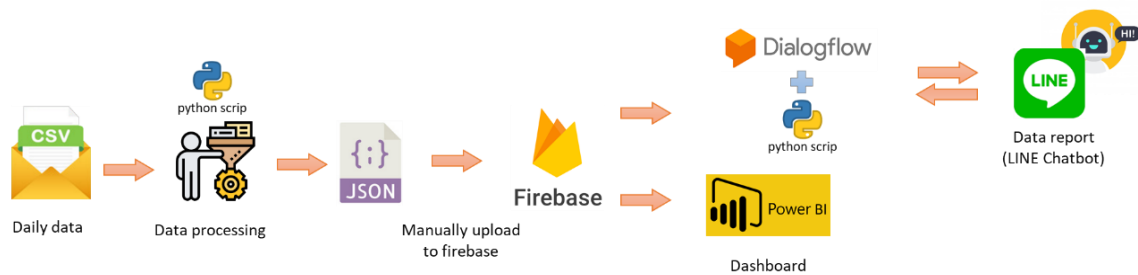 CSV
Daily data
python scrip
Data processing
{;}
JSON
Manually upload
to firebase
Firebase
Dialogflow
python scrip
Power BI
Dashboard
HI!
LINE
Data report
(LINE Chatbot)